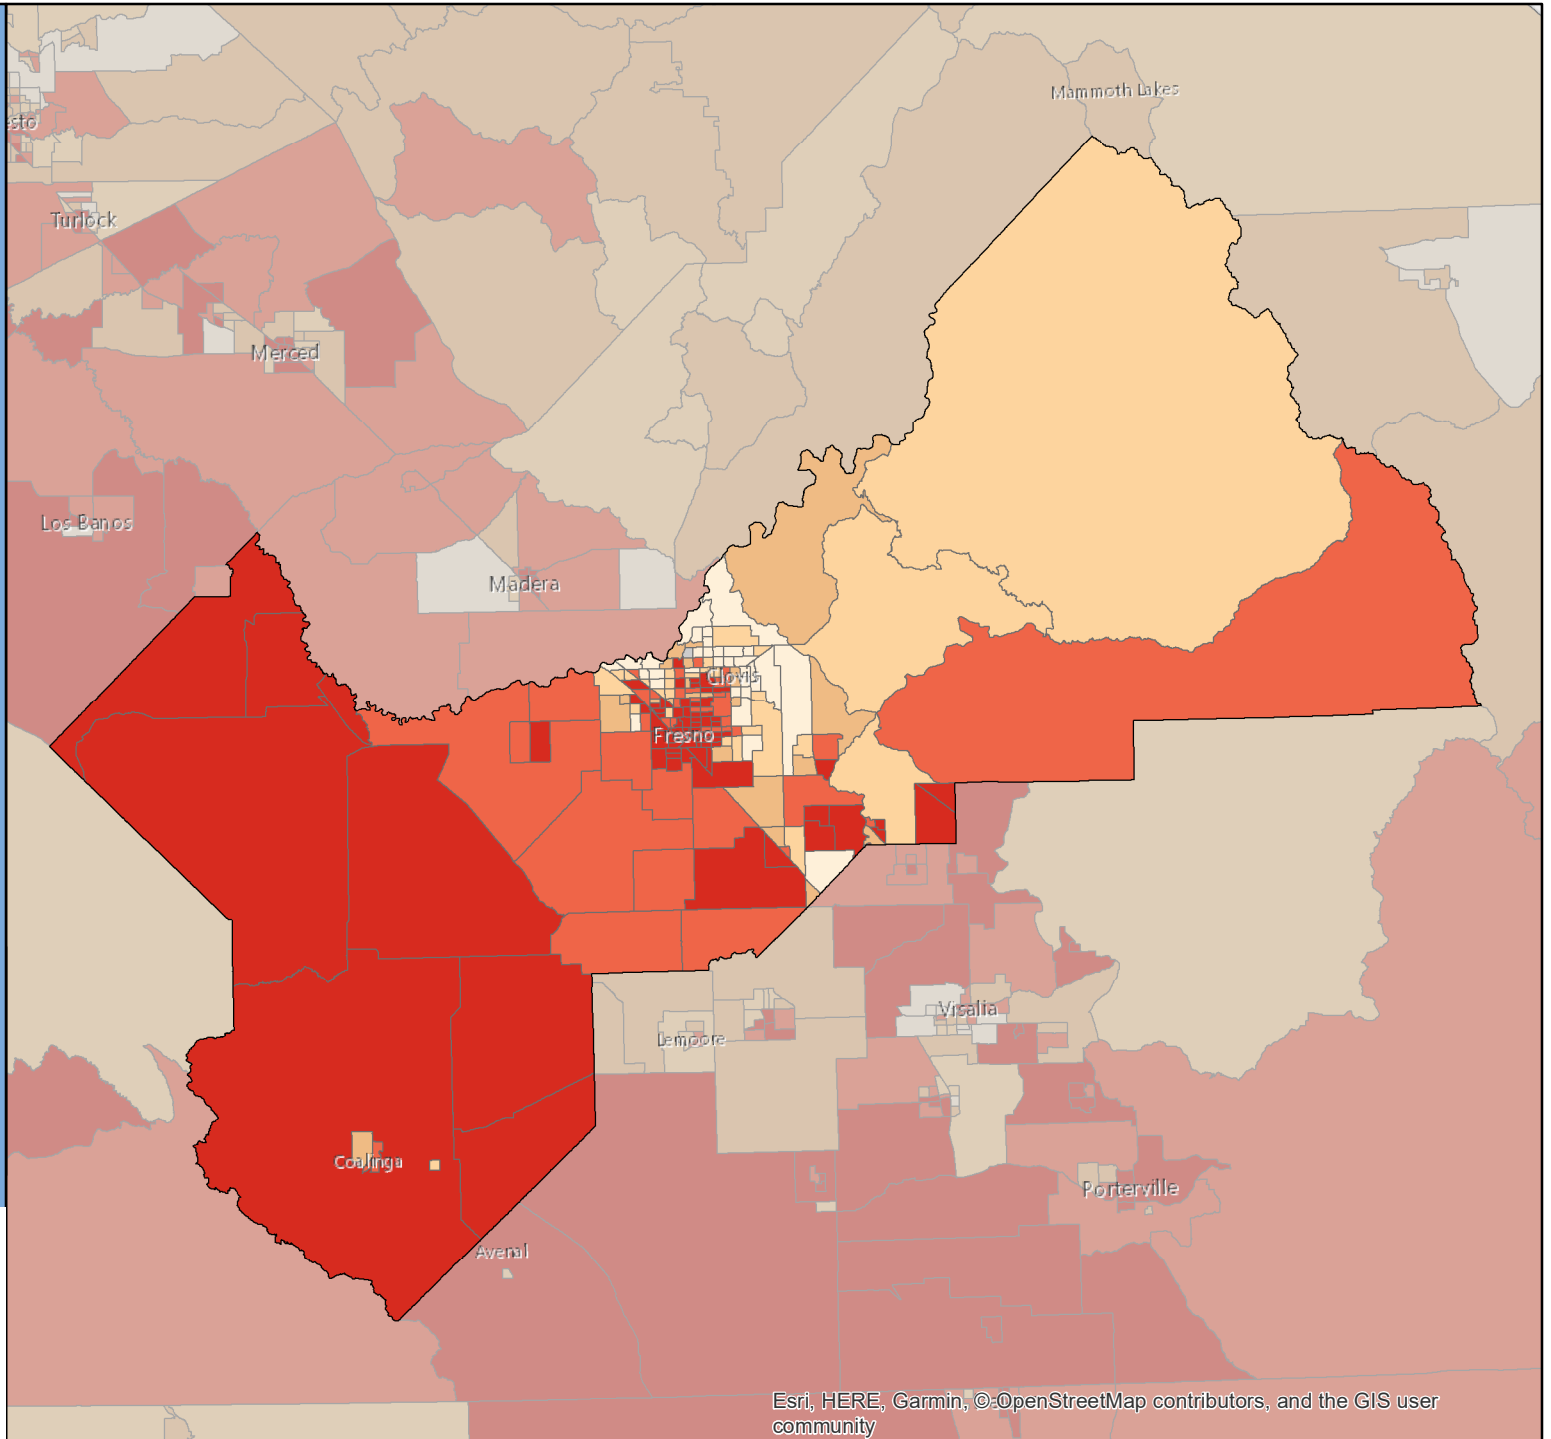 Mammoth Lakes
esto
Turlock
Merced
Los Banos
Madera
Clovis
Fresno
Visalia
Lemoore
Coalinga
Porterville
Avenal
Esri, HERE, Garmin, © OpenStreetMap contributors, and the GIS user
community